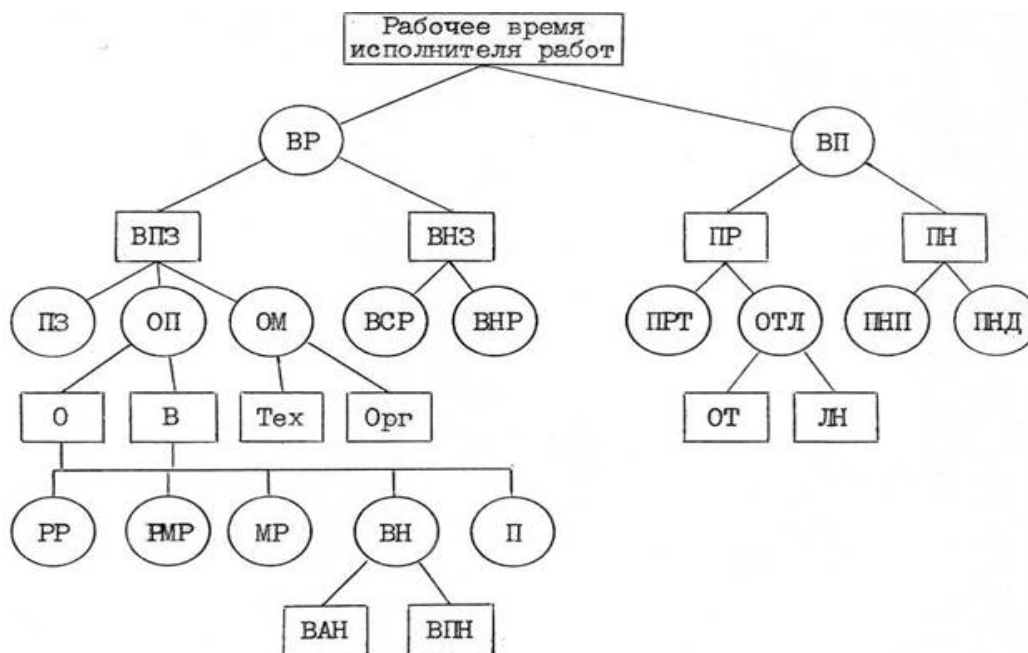 Рабочее время
исполнителя работ
ВР
ВП
ВПЗ
ВНЗ
ПР
ПН
ПЗ
ОП
ОМ
ВСР
ВНР
ПРТ
ОТЛ
ПНП
ПНД
О
В
Тех
Орг
ОТ
ЛН
РР
РМР
МР
ВН
П
ВАН
ВПН